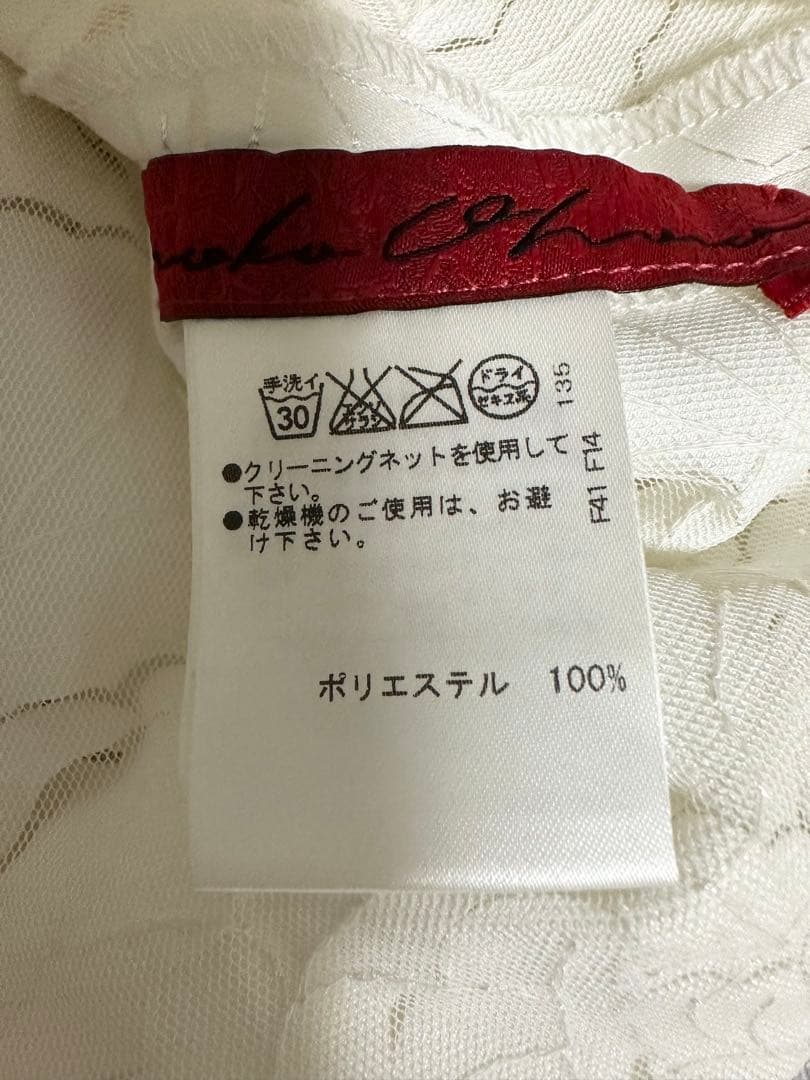 手洗イ
30
ドライ
セキユ系
135
●クリーニングネットを使用して
下さい。
●乾燥機のご使用は、お避
け下さい。
F41 F14
ポリエステル 100%